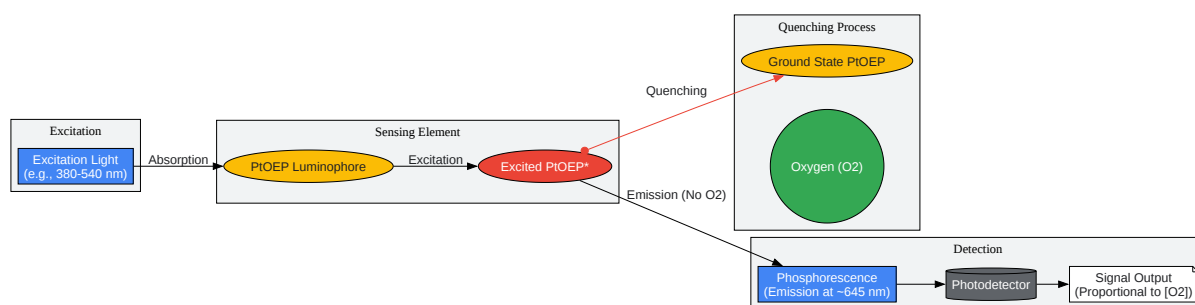 Quenching Process
Ground State PtOEP
Quenching
Excitation
Sensing Element
Excitation Light
(e.g., 380-540 nm)
Absorption
PtOEP Luminophore
Excitation
Excited PtOEP*
Oxygen (O2)
Emission (No O2)
Detection
Phosphorescence
(Emission at ~645 nm)
Photodetector
Signal Output
(Proportional to [O2])